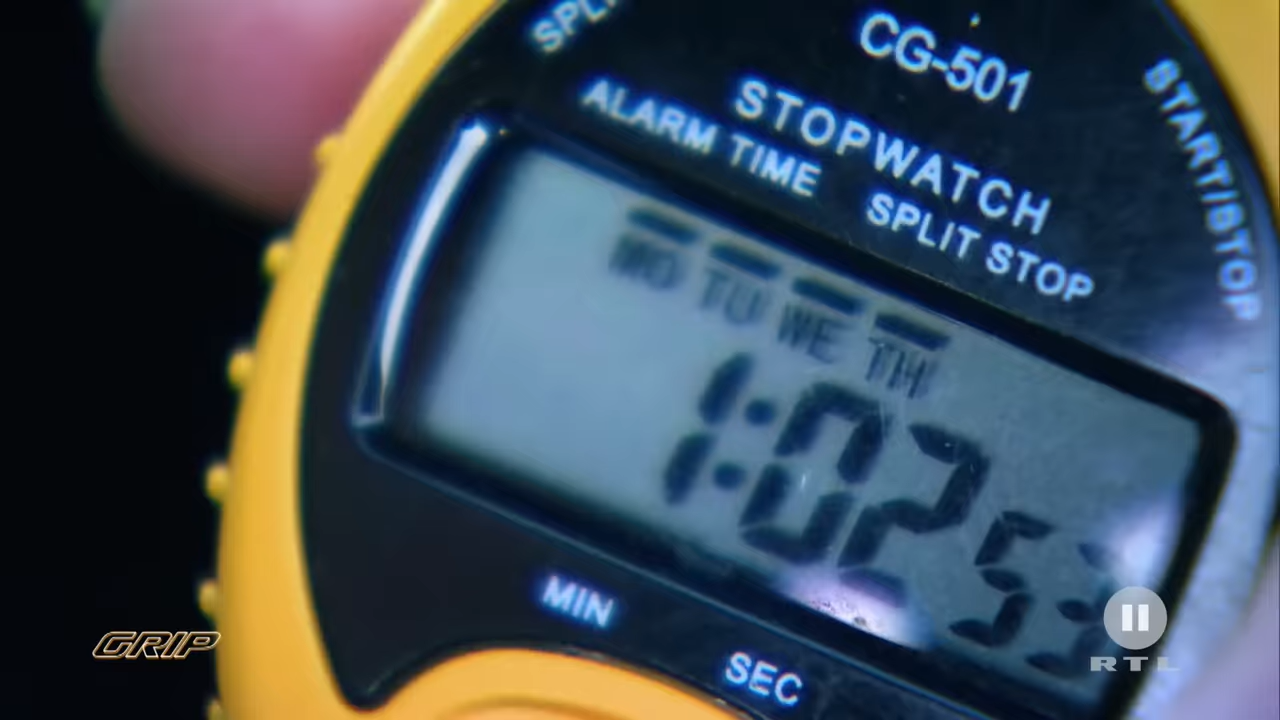 CG-501
STOPWATCH
ALARM TIME
SPLIT STOP
START/STOP
MO TU WE TH
1:02 5
MIN
SEC
GRIP
RTL